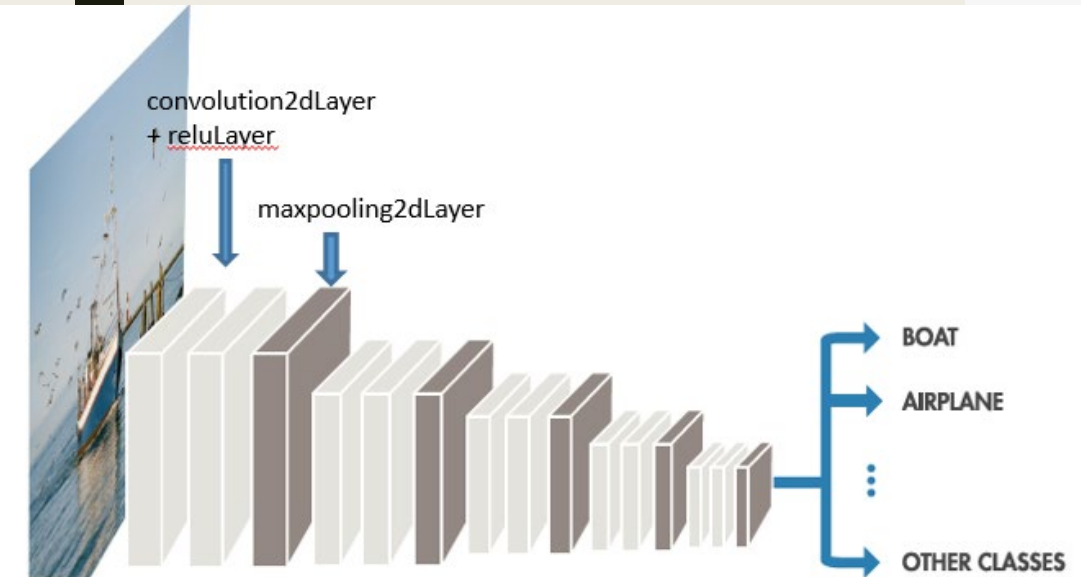 convolution2dLayer
+ reluLayer
maxpooling2dLayer
BOAT
AIRPLANE
OTHER CLASSES